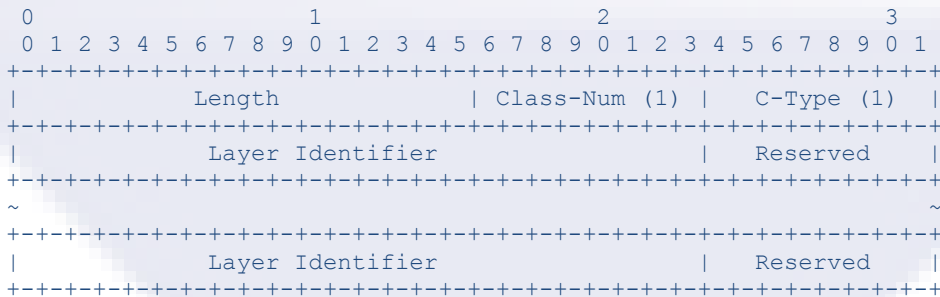 0                   1                   2                   3
 0 1 2 3 4 5 6 7 8 9 0 1 2 3 4 5 6 7 8 9 0 1 2 3 4 5 6 7 8 9 0 1
+-+-+-+-+-+-+-+-+-+-+-+-+-+-+-+-+-+-+-+-+-+-+-+-+-+-+-+-+-+-+-+-+
|            Length             | Class-Num (1) |   C-Type (1)  |
+-+-+-+-+-+-+-+-+-+-+-+-+-+-+-+-+-+-+-+-+-+-+-+-+-+-+-+-+-+-+-+-+
|             Layer Identifier                  |   Reserved    |
+-+-+-+-+-+-+-+-+-+-+-+-+-+-+-+-+-+-+-+-+-+-+-+-+-+-+-+-+-+-+-+-+
~                                                               ~
+-+-+-+-+-+-+-+-+-+-+-+-+-+-+-+-+-+-+-+-+-+-+-+-+-+-+-+-+-+-+-+-+
|             Layer Identifier                  |   Reserved    |
+-+-+-+-+-+-+-+-+-+-+-+-+-+-+-+-+-+-+-+-+-+-+-+-+-+-+-+-+-+-+-+-+